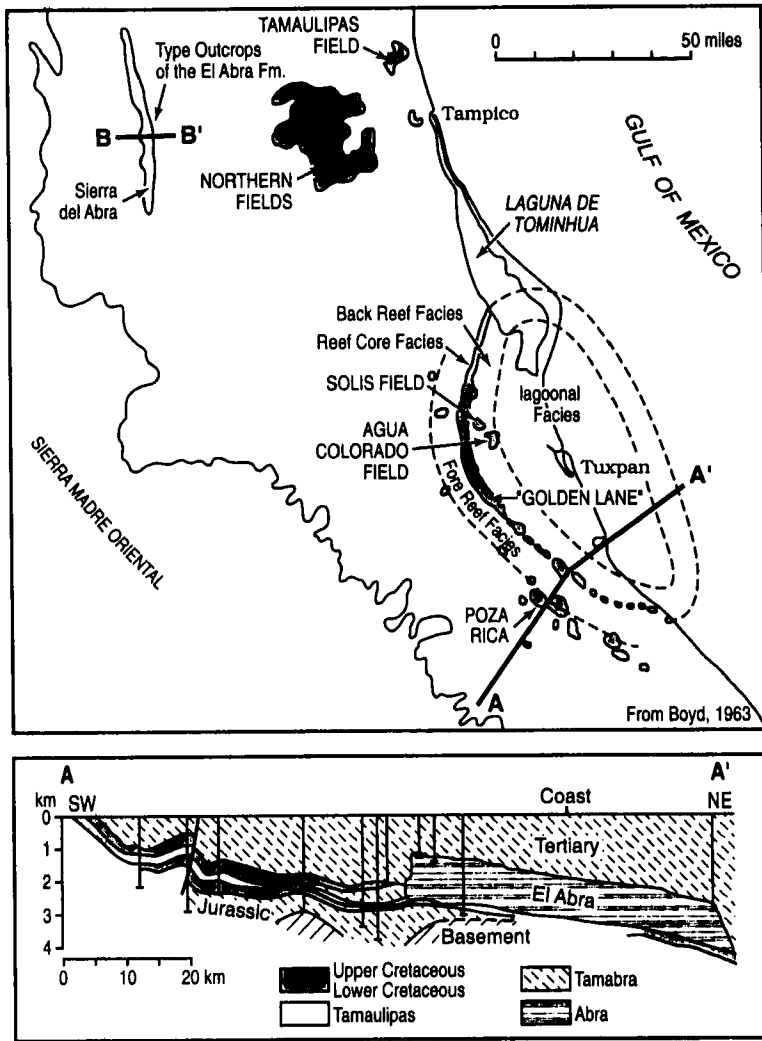 TAMAULIPAS
FIELD
0
50 miles
Type Outcrops
of the El Abra Fm.
B
B'
Tampico
GULF OF MEXICO
NORTHERN
FIELDS
Sierra
del Abra
LAGUNA DE
TOMINHUA
Back Reef Facies
Reef Core Facies
SOLIS FIELD
lagoonal
Facies
AGUA
COLORADO
FIELD
Tuxpan
A'
"GOLDEN LANE"
Fore Reef Facies
SIERRA MADRE ORIENTAL
POZA
RICA
A
From Boyd, 1963
A
A'
km
SW
Coast
NE
0
1
2
3
4
Tertiary
El Abra
Jurassic
Basement
0
10
20 km
Upper Cretaceous
Lower Cretaceous
Tamaulipas
Tamabra
Abra